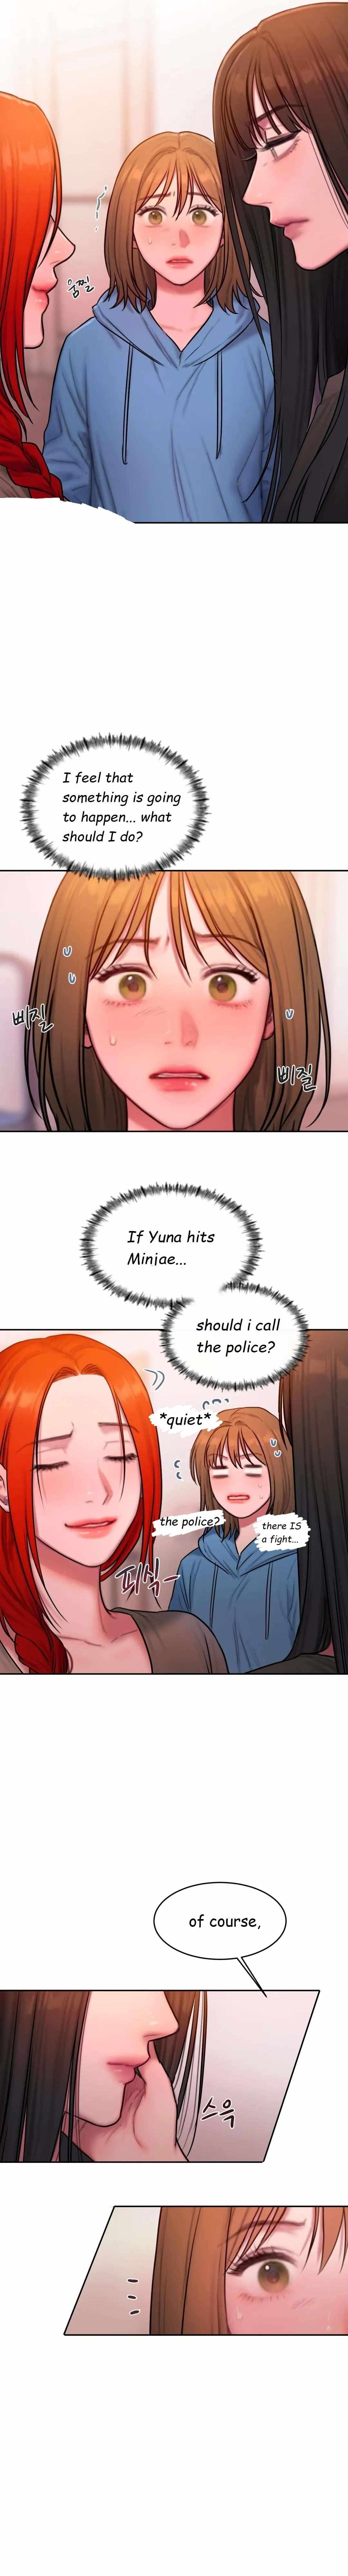 움찔
I feel that
something is going
to happen... what
should I do?
삐질
삐질
If Yuna hits
Minjae...
should i call
the police?
*quiet*
the police?
there IS
a fight...
피식-
of course,
스윽